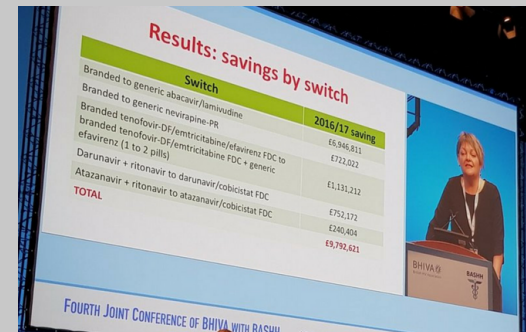 Results: savings by switch
Switch
2016/17 saving
Branded to generic abacavir/lamivudine
£6,946,811
Branded to generic nevirapine-PR
£722,022
Branded tenofovir-DF/emtricitabine/efavirenz FDC to
branded tenofovir-DF/emtricitabine FDC + generic
efavirenz (1 to 2 pills)
£1,131,212
Darunavir + ritonavir to darunavir/cobicistat FDC
£752,172
Atazanavir + ritonavir to atazanavir/cobicistat FDC
£240,404
TOTAL
£9,792,621
BHIVA
BASHH
FOURTH JOINT CONFERENCE OF BHIVA WITH BASHH